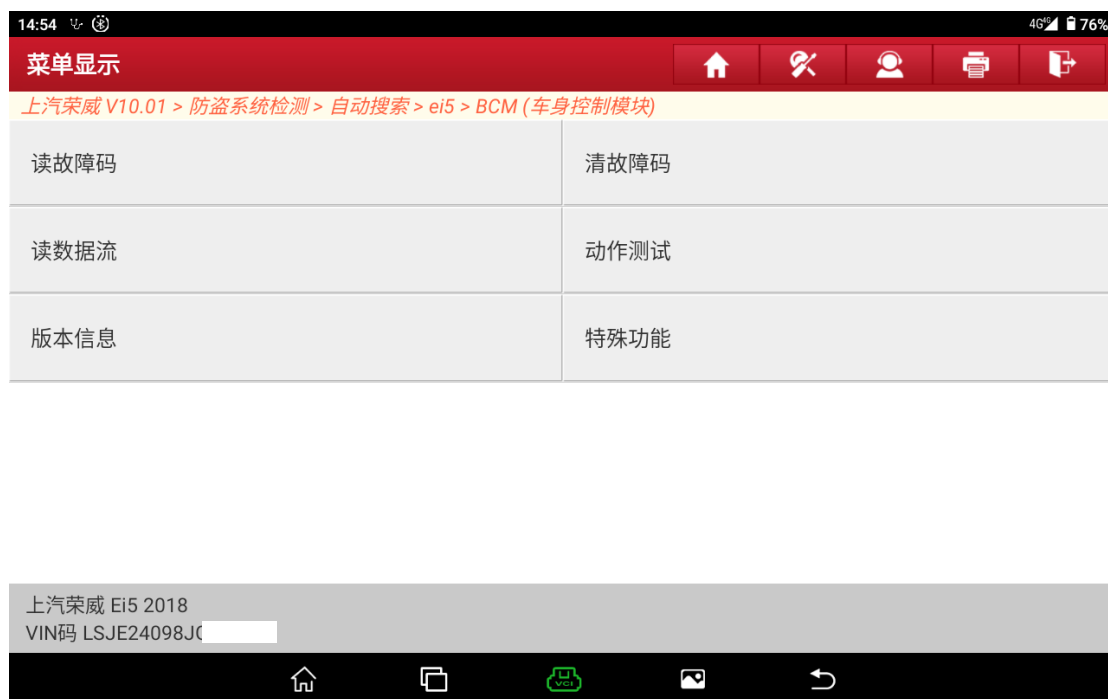 14:54 4G 4G 76%
菜单显示
上汽荣威 V10.01 > 防盗系统检测 > 自动搜索 > ei5 > BCM (车身控制模块)
读故障码 清故障码
读数据流 动作测试
版本信息 特殊功能
上汽荣威 Ei5 2018
VIN码 LSJE24098J
VCI